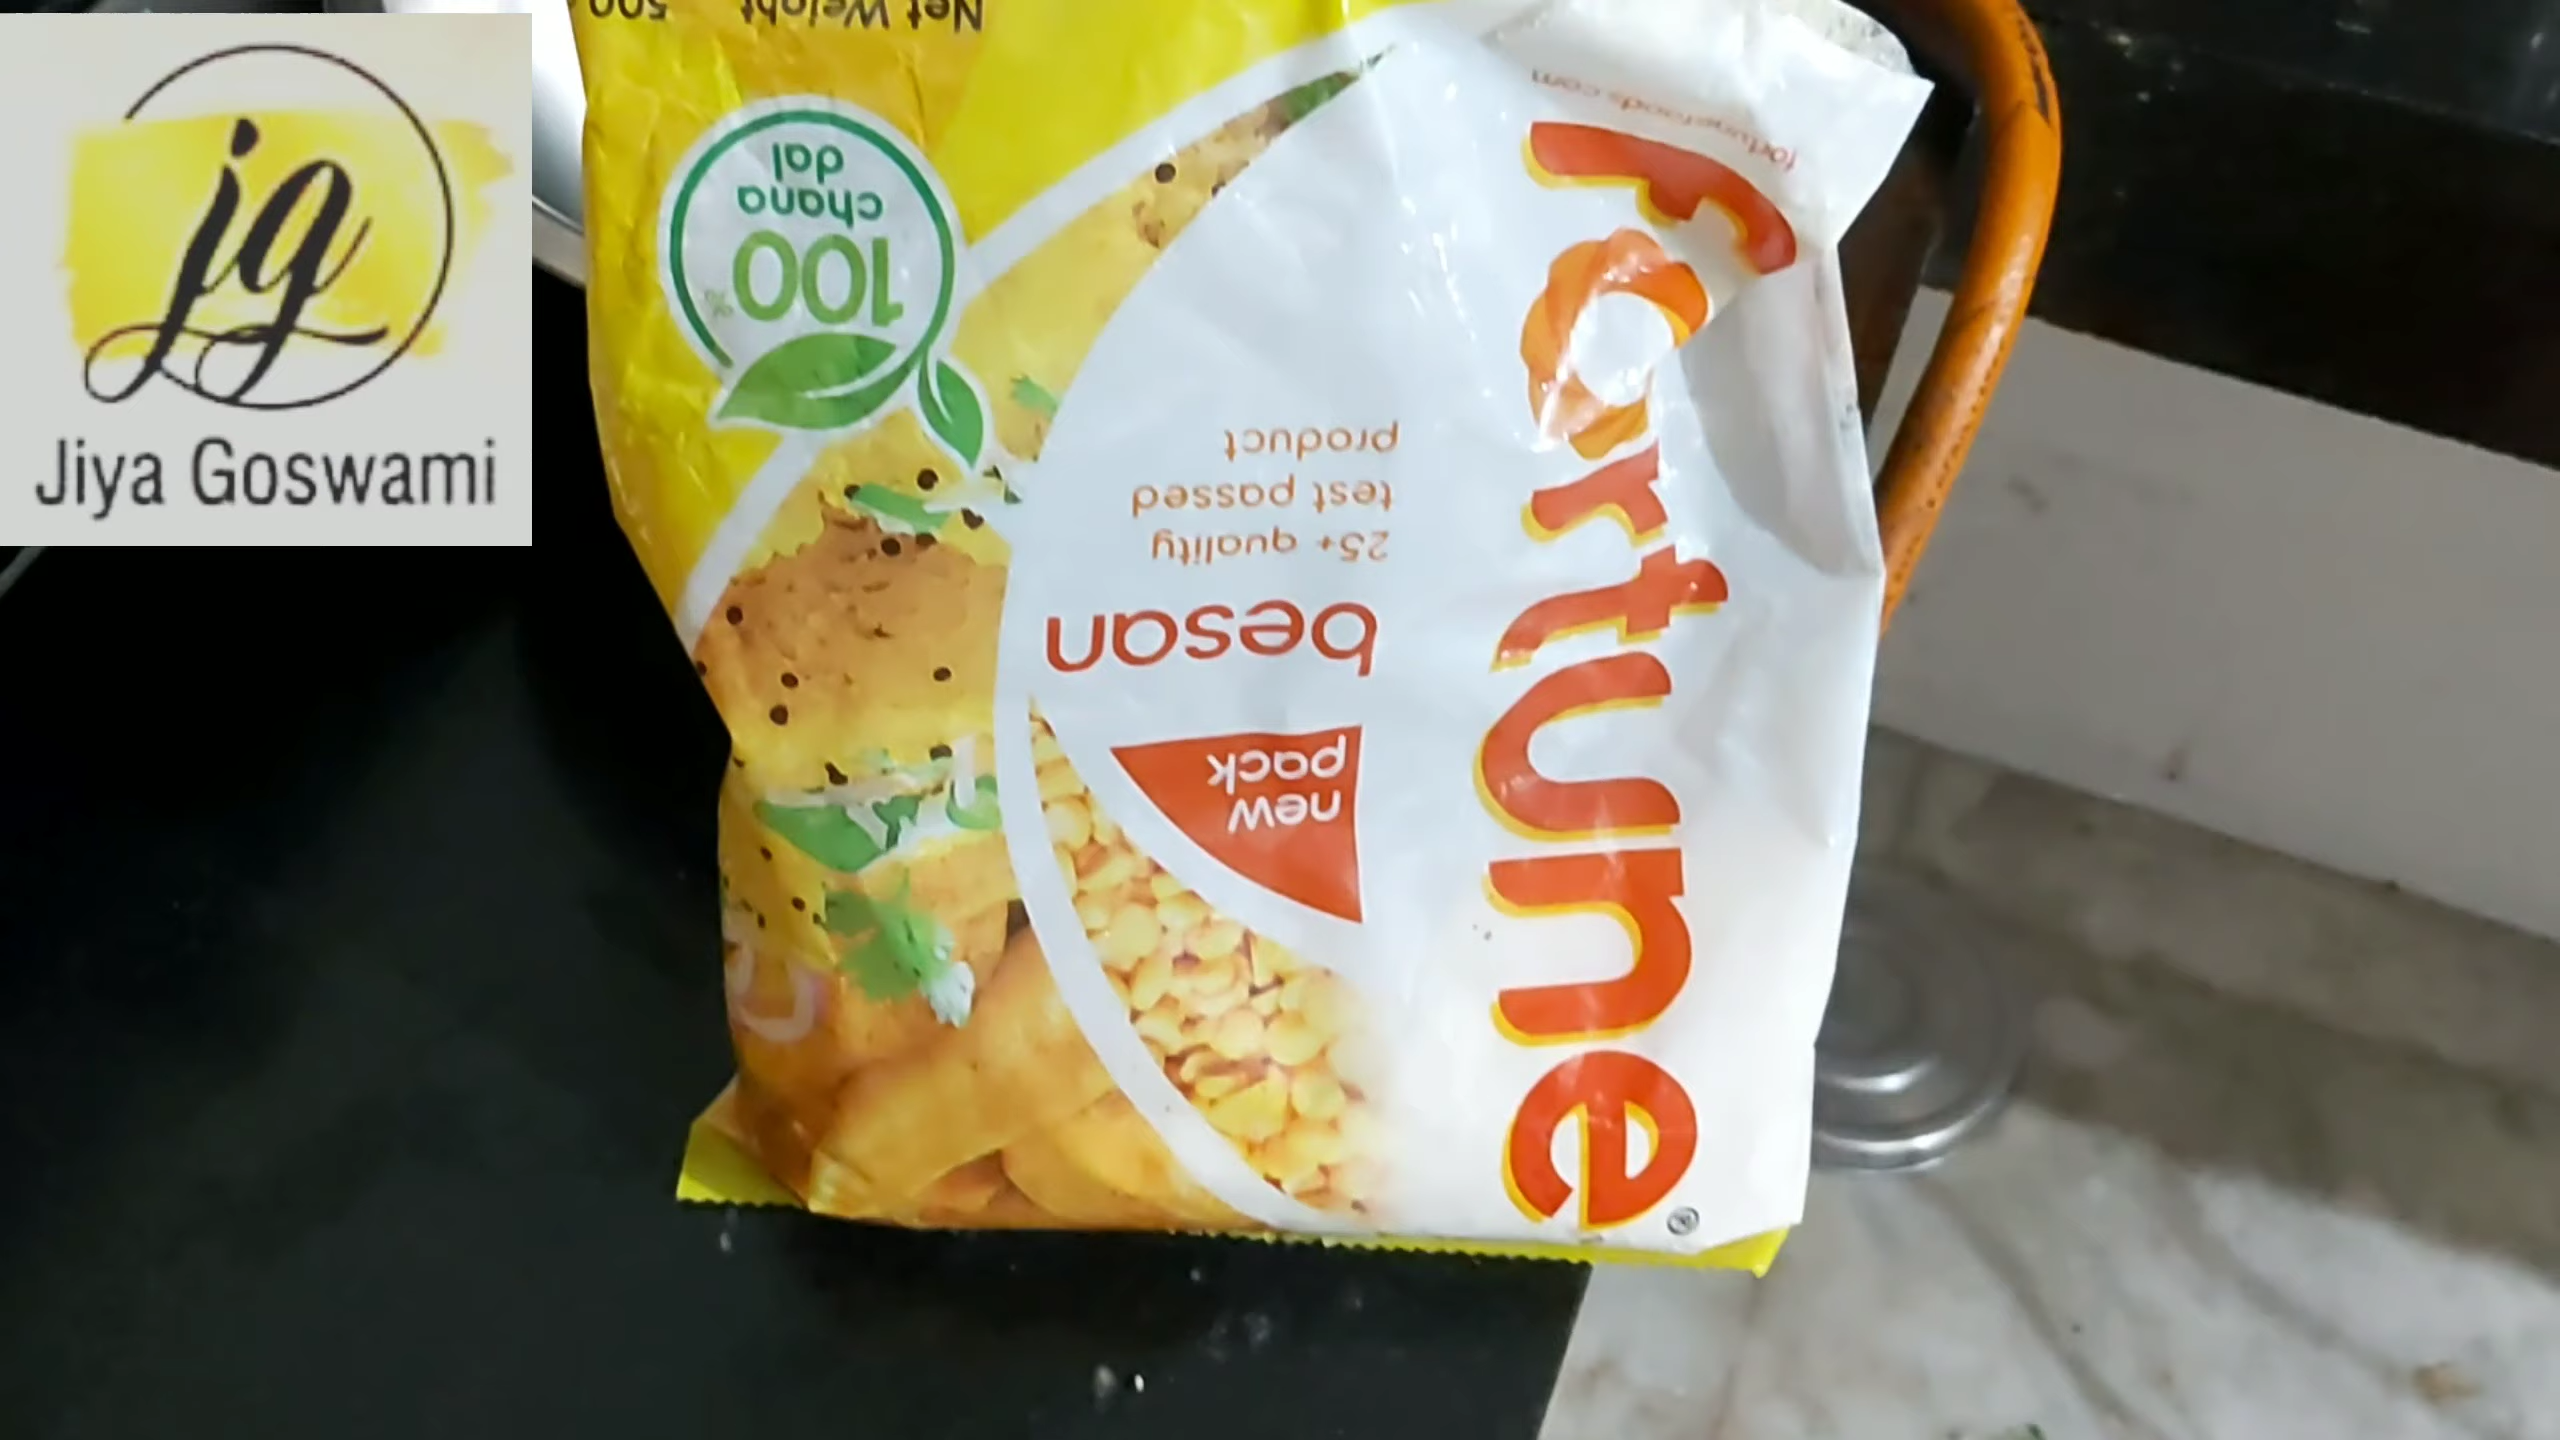 jg
Jiya Goswami
fortune®
fortunefoods.com
new
pack
besan
25+ quality
test passed
product
100%
chana
dal
Net Weight 500